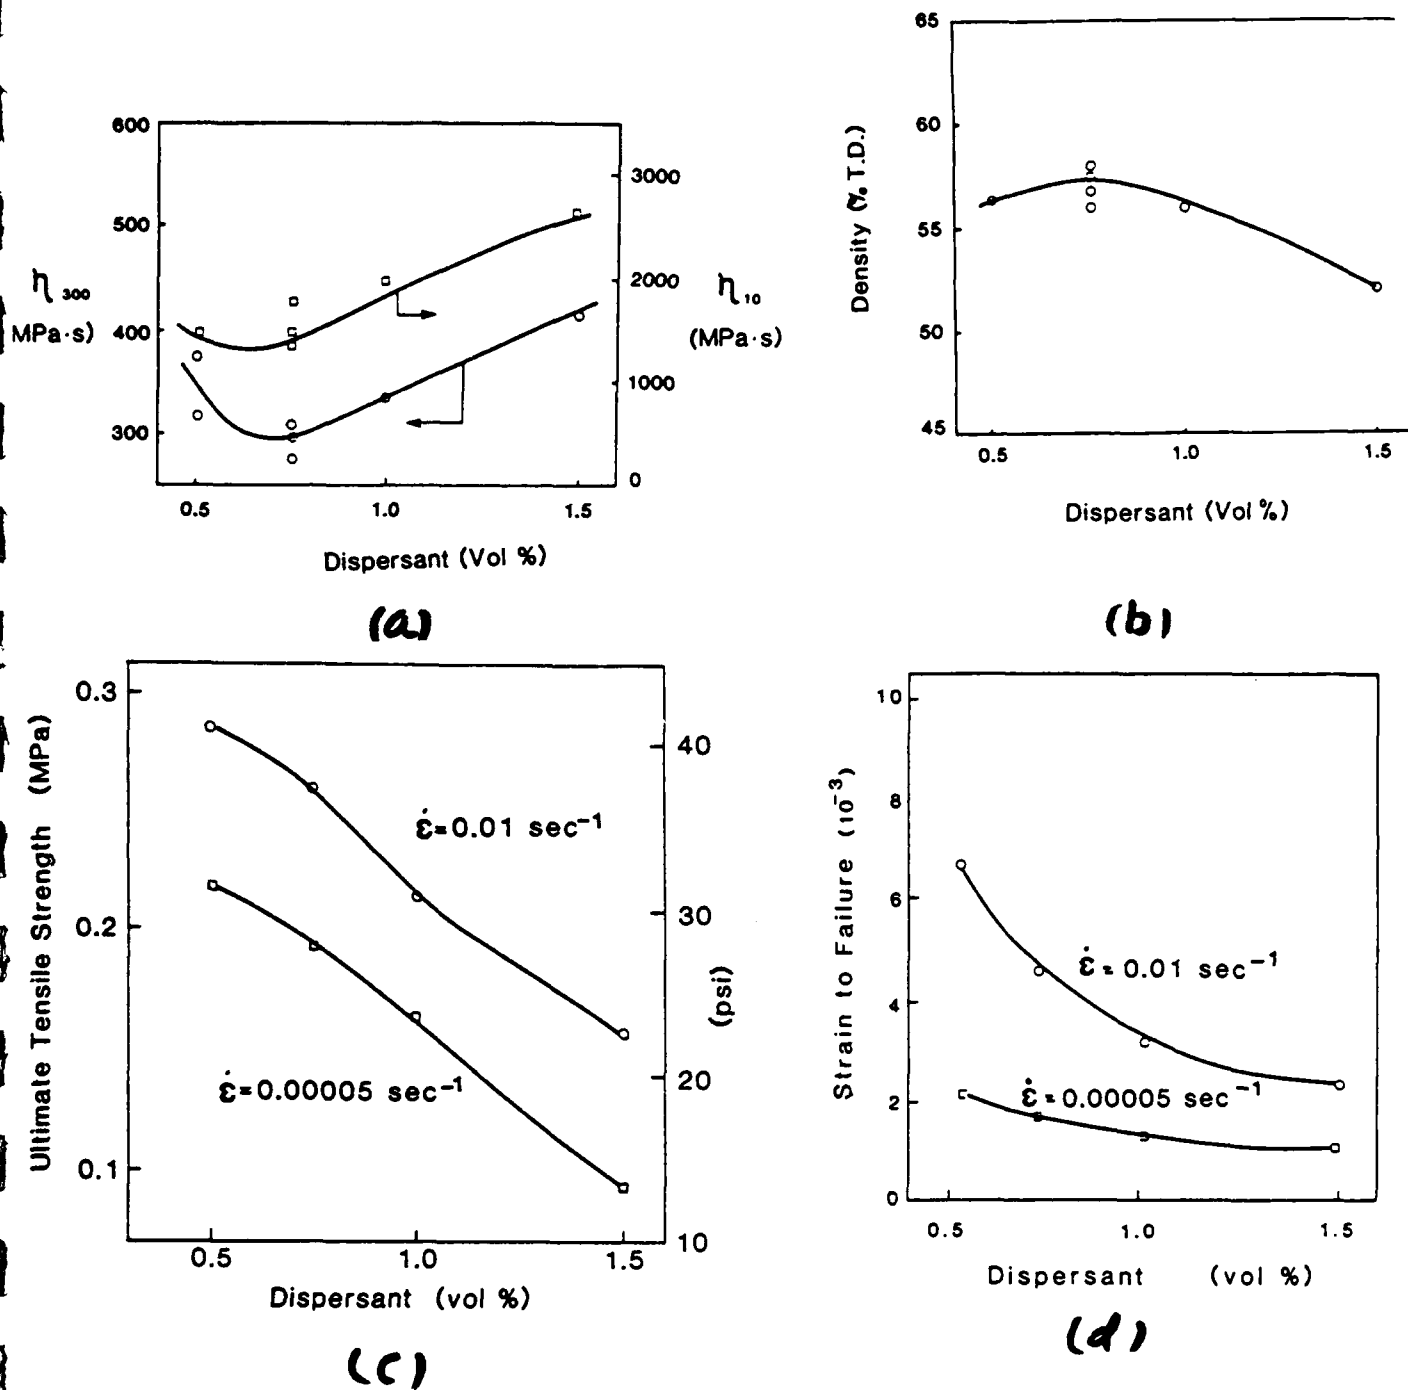 600
500
400
300
η 300
MPa·s)
3000
2000
1000
0
η 10
(MPa·s)
0.5 1.0 1.5
Dispersant (Vol %)
(a)
65
60
55
50
45
Density (% T.D.)
0.5 1.0 1.5
Dispersant (Vol %)
(b)
0.3
0.2
0.1
Ultimate Tensile Strength (MPa)
40
30
20
10
(psi)
ε̇=0.01 sec⁻¹
ε̇=0.00005 sec⁻¹
0.5 1.0 1.5
Dispersant (vol %)
(c)
10
8
6
4
2
0
Strain to Failure (10⁻³)
ε̇=0.01 sec⁻¹
ε̇=0.00005 sec⁻¹
0.5 1.0 1.5
Dispersant (vol %)
(d)